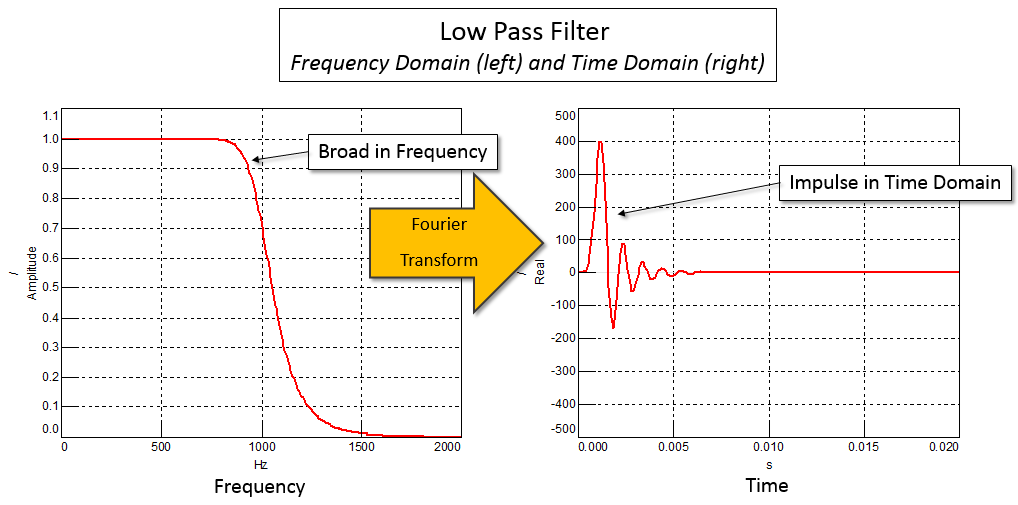 Low Pass Filter
Frequency Domain (left) and Time Domain (right)
1.1
1.0
0.9
0.8
0.7
0.6
0.5
0.4
0.3
0.2
0.1
0.0
/
Amplitude
0
500
1000
1500
2000
Hz
Frequency
Broad in Frequency
Fourier
Transform
500
400
300
200
100
0
-100
-200
-300
-400
-500
/
Real
0.000
0.005
0.010
0.015
0.020
s
Time
Impulse in Time Domain